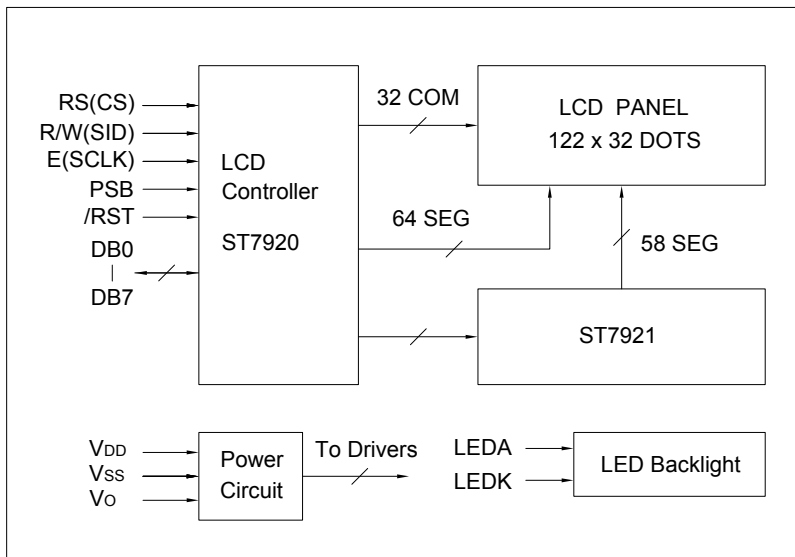 RS(CS)
R/W(SID)
E(SCLK)
PSB
/RST
DB0
DB7
LCD
Controller
ST7920
32 COM
64 SEG
LCD PANEL
122 x 32 DOTS
58 SEG
ST7921
VDD
VSS
VO
Power
Circuit
To Drivers
LEDA
LEDK
LED Backlight